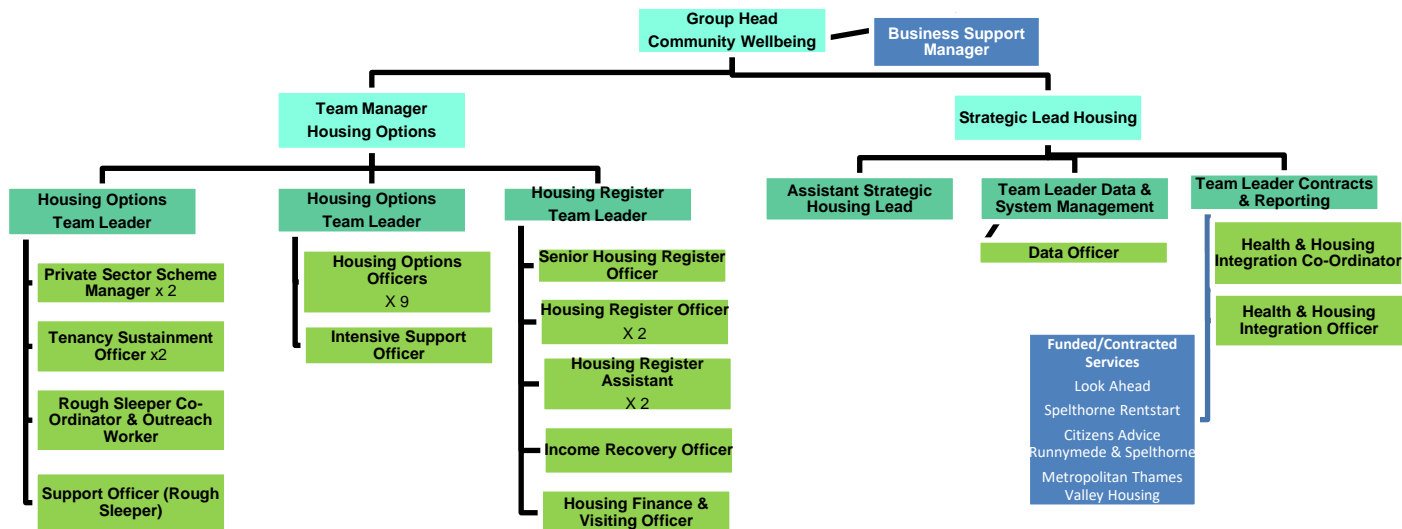 Group Head
Community Wellbeing
Business Support
Manager
Team Manager
Housing Options
Strategic Lead Housing
Housing Options
Team Leader
Housing Options
Team Leader
Housing Register
Team Leader
Assistant Strategic
Housing Lead
Team Leader Data &
System Management
Team Leader Contracts
& Reporting
Private Sector Scheme
Manager x 2
Tenancy Sustainment
Officer x2
Rough Sleeper Co-
Ordinator & Outreach
Worker
Support Officer (Rough
Sleeper)
Housing Options
Officers
X 9
Intensive Support
Officer
Senior Housing Register
Officer
Housing Register Officer
X 2
Housing Register
Assistant
X 2
Income Recovery Officer
Housing Finance &
Visiting Officer
Data Officer
Health & Housing
Integration Co-Ordinator
Health & Housing
Integration Officer
Funded/Contracted
Services
Look Ahead
Spelthorne Rentstart
Citizens Advice
Runnymede & Spelthorne
Metropolitan Thames
Valley Housing